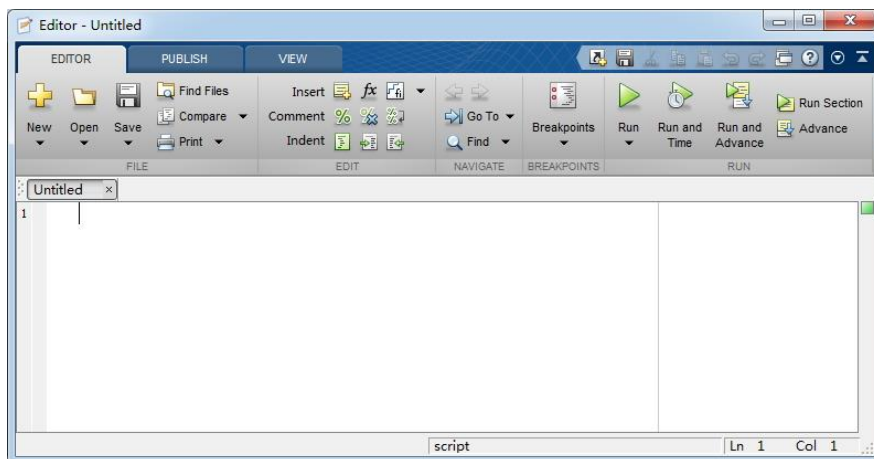 Editor - Untitled
EDITOR PUBLISH VIEW
New
Open
Save
Find Files
Compare
Print
FILE
Insert fx
Comment %
Indent
EDIT
Go To
Find
NAVIGATE
Breakpoints
BREAKPOINTS
Run
Run and
Time
Run and
Advance
Run Section
Advance
RUN
Untitled ×
1
script Ln 1 Col 1